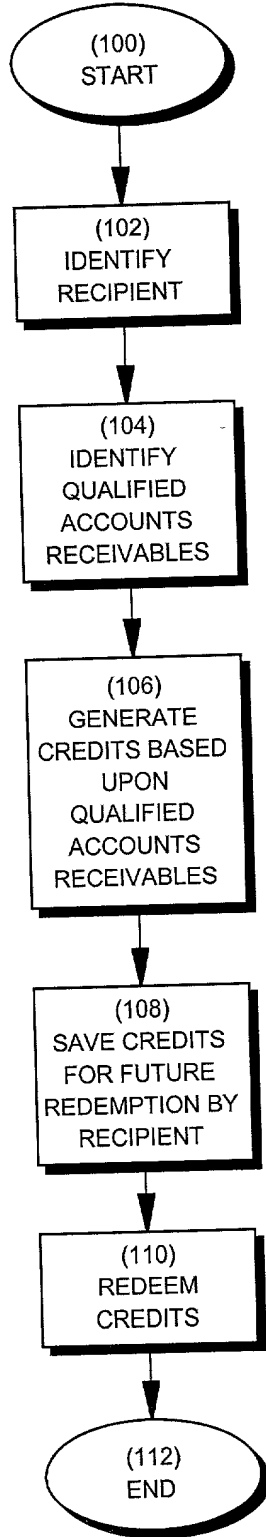 (100)
START
(102)
IDENTIFY
RECIPIENT
(104)
IDENTIFY
QUALIFIED
ACCOUNTS
RECEIVABLES
(106)
GENERATE
CREDITS BASED
UPON
QUALIFIED
ACCOUNTS
RECEIVABLES
(108)
SAVE CREDITS
FOR FUTURE
REDEMPTION BY
RECIPIENT
(110)
REDEEM
CREDITS
(112)
END